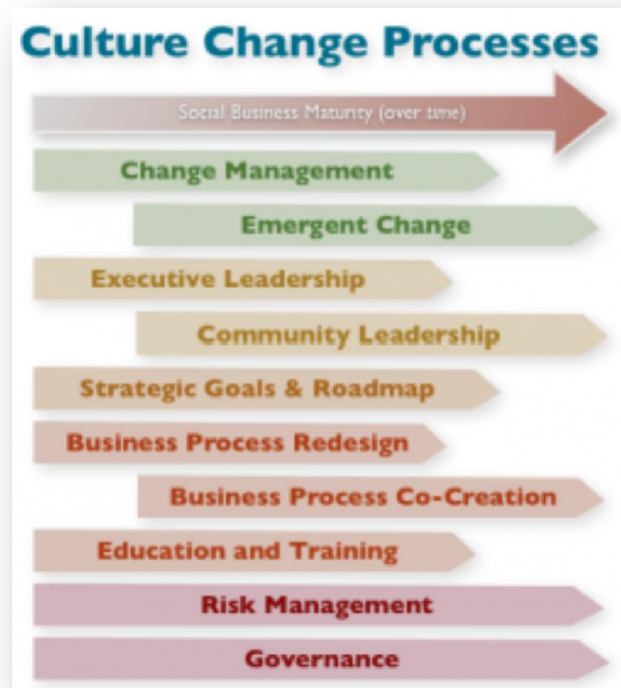 Culture Change Processes
Social Business Maturity (over time)
Change Management
Emergent Change
Executive Leadership
Community Leadership
Strategic Goals & Roadmap
Business Process Redesign
Business Process Co-Creation
Education and Training
Risk Management
Governance